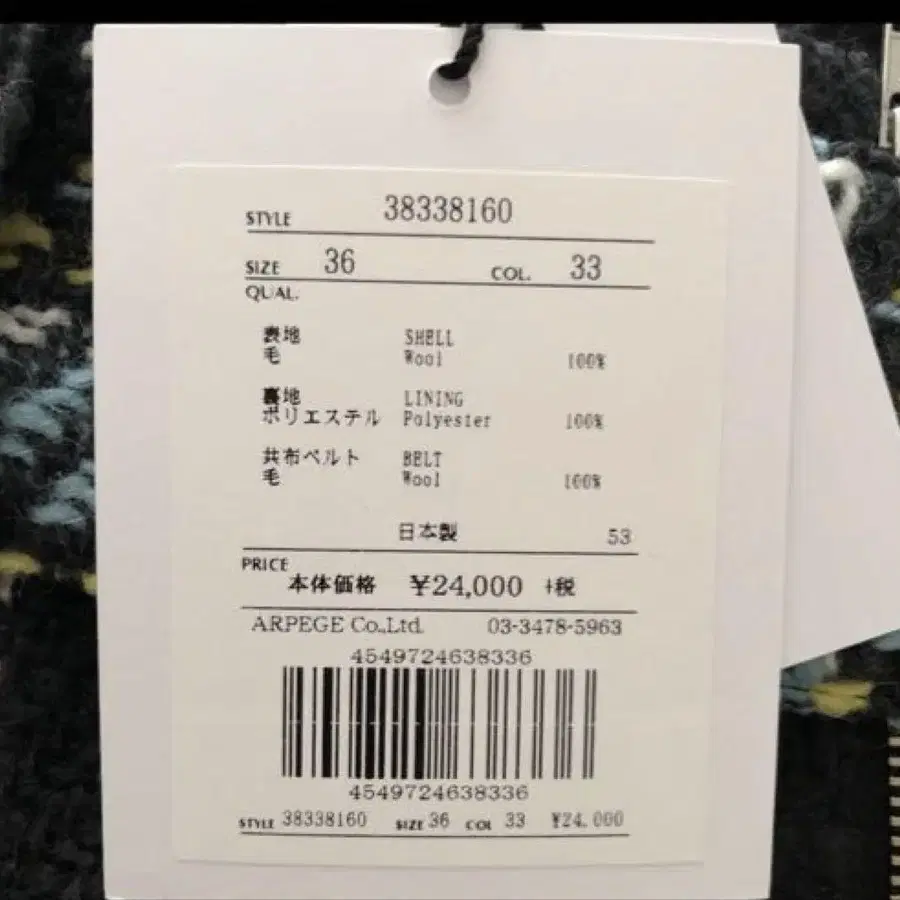 STYLE 38338160
SIZE 36 COL. 33
QUAL.
表地 SHELL
毛 Wool 100%
裏地 LINING
ポリエステル Polyester 100%
共布ベルト BELT
毛 Wool 100%
日本製 53
PRICE
本体価格 ¥24,000 +税
ARPEGE Co.,Ltd. 03-3478-5963
4549724638336
4549724638336
STYLE 38338160 SIZE 36 COL 33 ¥24,000